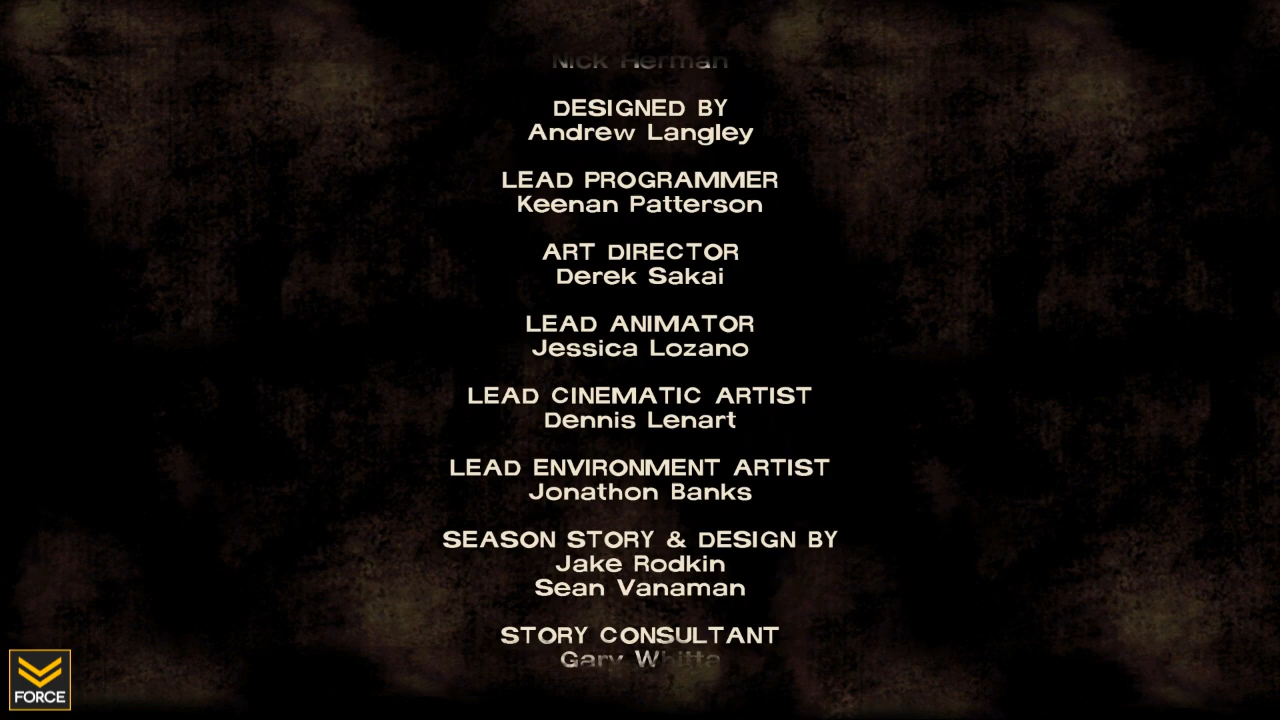 Nick Herman
DESIGNED BY
Andrew Langley
LEAD PROGRAMMER
Keenan Patterson
ART DIRECTOR
Derek Sakai
LEAD ANIMATOR
Jessica Lozano
LEAD CINEMATIC ARTIST
Dennis Lenart
LEAD ENVIRONMENT ARTIST
Jonathon Banks
SEASON STORY & DESIGN BY
Jake Rodkin
Sean Vanaman
STORY CONSULTANT
Gary Whitta
FORCE